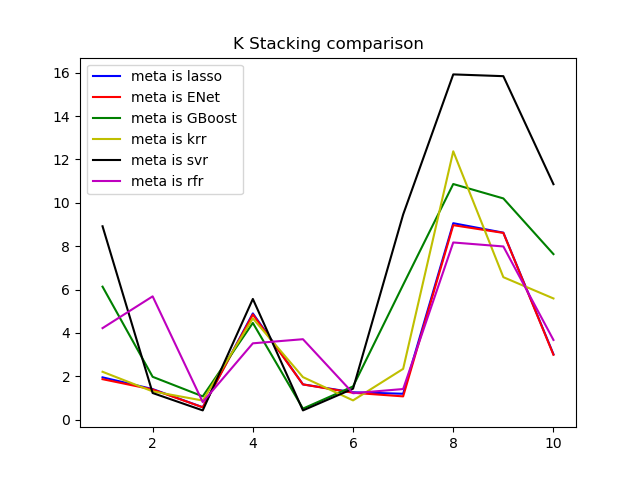 K Stacking comparison
meta is lasso
meta is ENet
meta is GBoost
meta is krr
meta is svr
meta is rfr
16
14
12
10
8
6
4
2
0
2 4 6 8 10